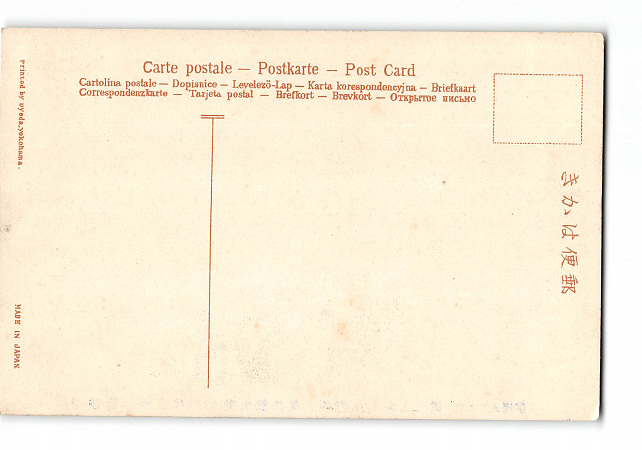 Carte postale — Postkarte — Post Card
Cartolina postale — Dopisnice — Levelező-Lap — Karta korespondencyjna — Briefkaart
Correspondenzkarte — Tarjeta postal — Brefkort — Brevkort — Открытое письмо
Printed by uyeda,yokohama.
MADE IN JAPAN
きかは便郵